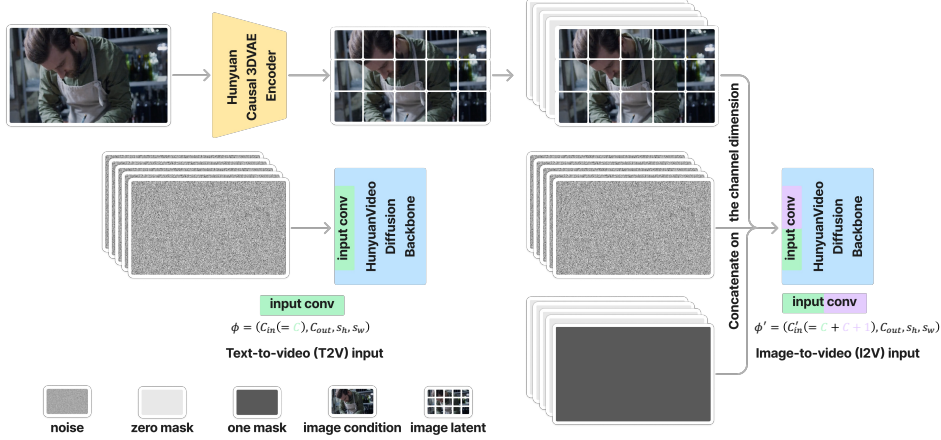 Hunyuan
Causal 3DVAE
Encoder
input conv
HunyuanVideo
Diffusion
Backbone
input conv
ϕ = (C_in(= C), C_out, s_h, s_w)
Text-to-video (T2V) input
Concatenate on the channel dimension
input conv
HunyuanVideo
Diffusion
Backbone
input conv
ϕ′ = (C′_in(= C + C + 1), C_out, s_h, s_w)
Image-to-video (I2V) input
noise
zero mask
one mask
image condition
image latent